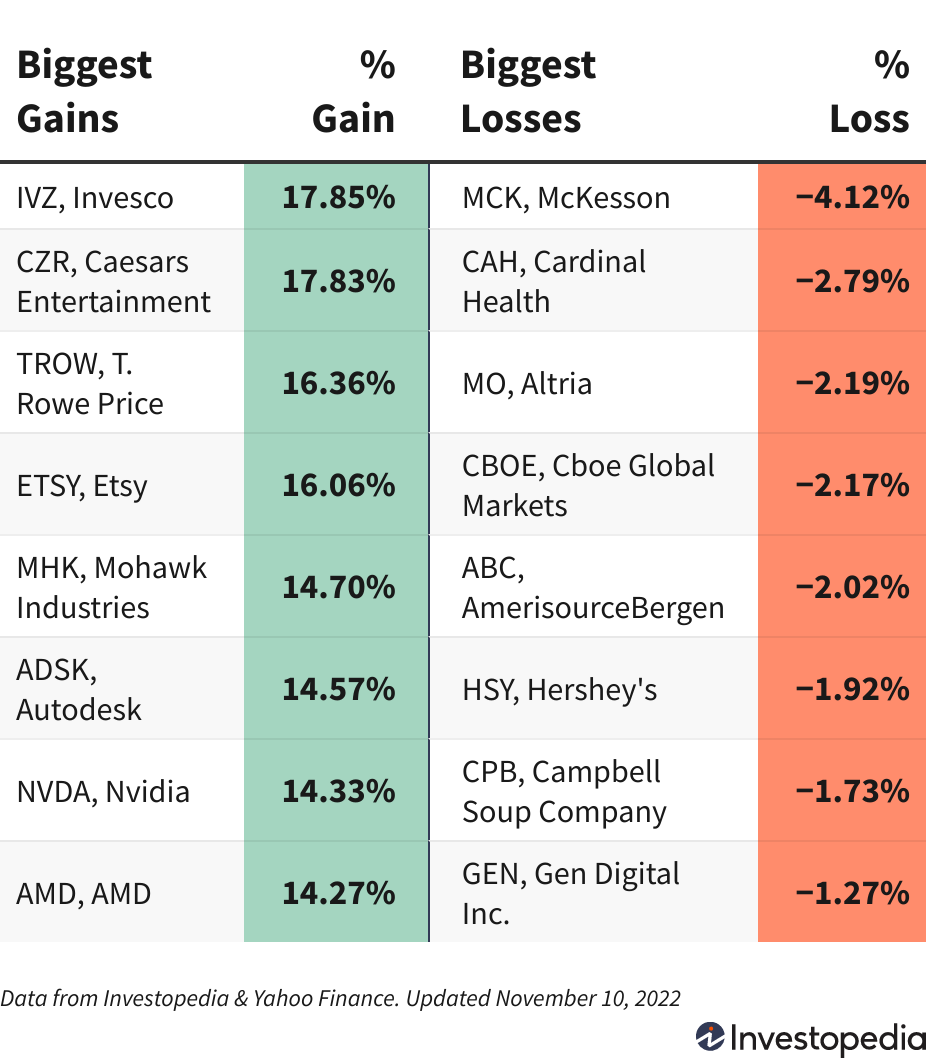 Biggest Gains % Gain Biggest Losses % Loss
IVZ, Invesco 17.85% MCK, McKesson −4.12%
CZR, Caesars Entertainment 17.83% CAH, Cardinal Health −2.79%
TROW, T. Rowe Price 16.36% MO, Altria −2.19%
ETSY, Etsy 16.06% CBOE, Cboe Global Markets −2.17%
MHK, Mohawk Industries 14.70% ABC, AmerisourceBergen −2.02%
ADSK, Autodesk 14.57% HSY, Hershey's −1.92%
NVDA, Nvidia 14.33% CPB, Campbell Soup Company −1.73%
AMD, AMD 14.27% GEN, Gen Digital Inc. −1.27%
Data from Investopedia & Yahoo Finance. Updated November 10, 2022
Investopedia